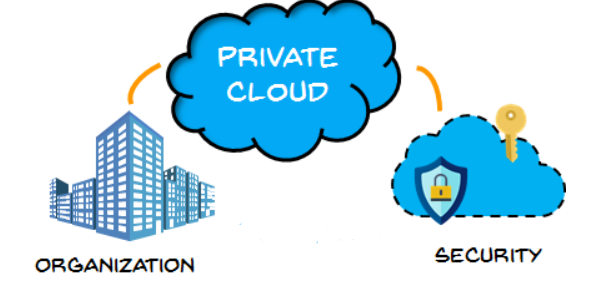 PRIVATE
CLOUD
SECURITY
ORGANIZATION